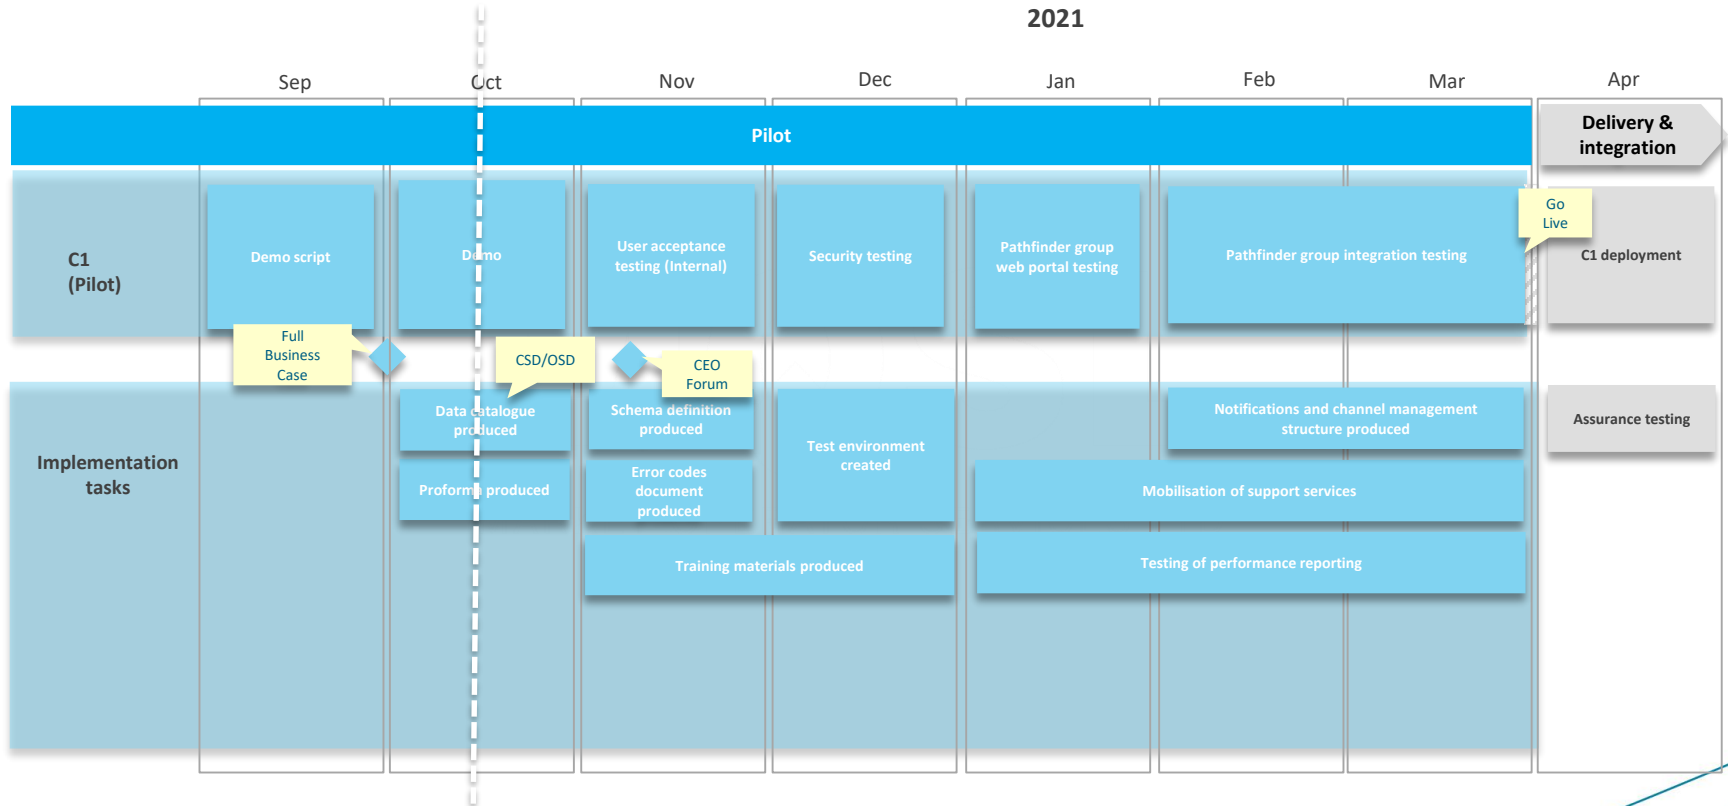 2021
Sep
Oct
Nov
Dec
Jan
Feb
Mar
Apr
Pilot
Delivery &
integration
C1
(Pilot)
Demo script
Demo
User acceptance
testing (Internal)
Security testing
Pathfinder group
web portal testing
Pathfinder group integration testing
Go
Live
C1 deployment
Full
Business
Case
CSD/OSD
CEO
Forum
Implementation
tasks
Data catalogue
produced
Schema definition
produced
Test environment
created
Notifications and channel management
structure produced
Assurance testing
Proforma produced
Error codes
document
produced
Mobilisation of support services
Training materials produced
Testing of performance reporting